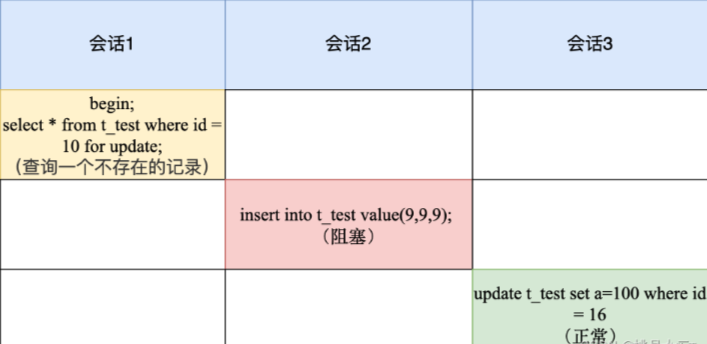 会话1
会话2
会话3
begin;
select * from t_test where id =
10 for update;
（查询一个不存在的记录）
insert into t_test value(9,9,9);
（阻塞）
update t_test set a=100 where id
= 16
（正常）